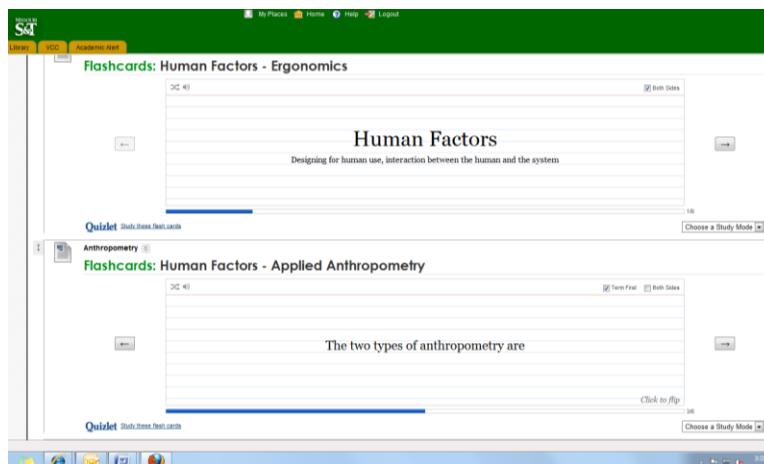 MISSOURI
S&T
My Places Home Help Logout
Library VCC Academic Alert
Flashcards: Human Factors - Ergonomics
Both Sides
Human Factors
Designing for human use, interaction between the human and the system
1/6
Quizlet Study these flash cards
Choose a Study Mode
Anthropometry
Flashcards: Human Factors - Applied Anthropometry
Term First Both Sides
The two types of anthropometry are
Click to flip
Quizlet Study these flash cards
Choose a Study Mode